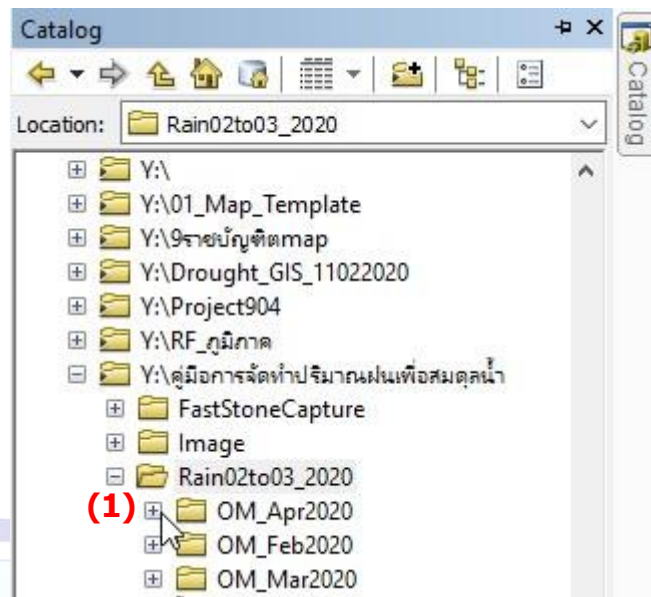 Catalog
Location: Rain02to03_2020
Y:\
Y:\01_Map_Template
Y:\9ราชบัญฑิตmap
Y:\Drought_GIS_11022020
Y:\Project904
Y:\RF_ภูมิภาค
Y:\คู่มือการจัดทำปริมาณฝนเพื่อสมดุลน้ำ
FastStoneCapture
Image
Rain02to03_2020
(1) OM_Apr2020
OM_Feb2020
OM_Mar2020
Catalog